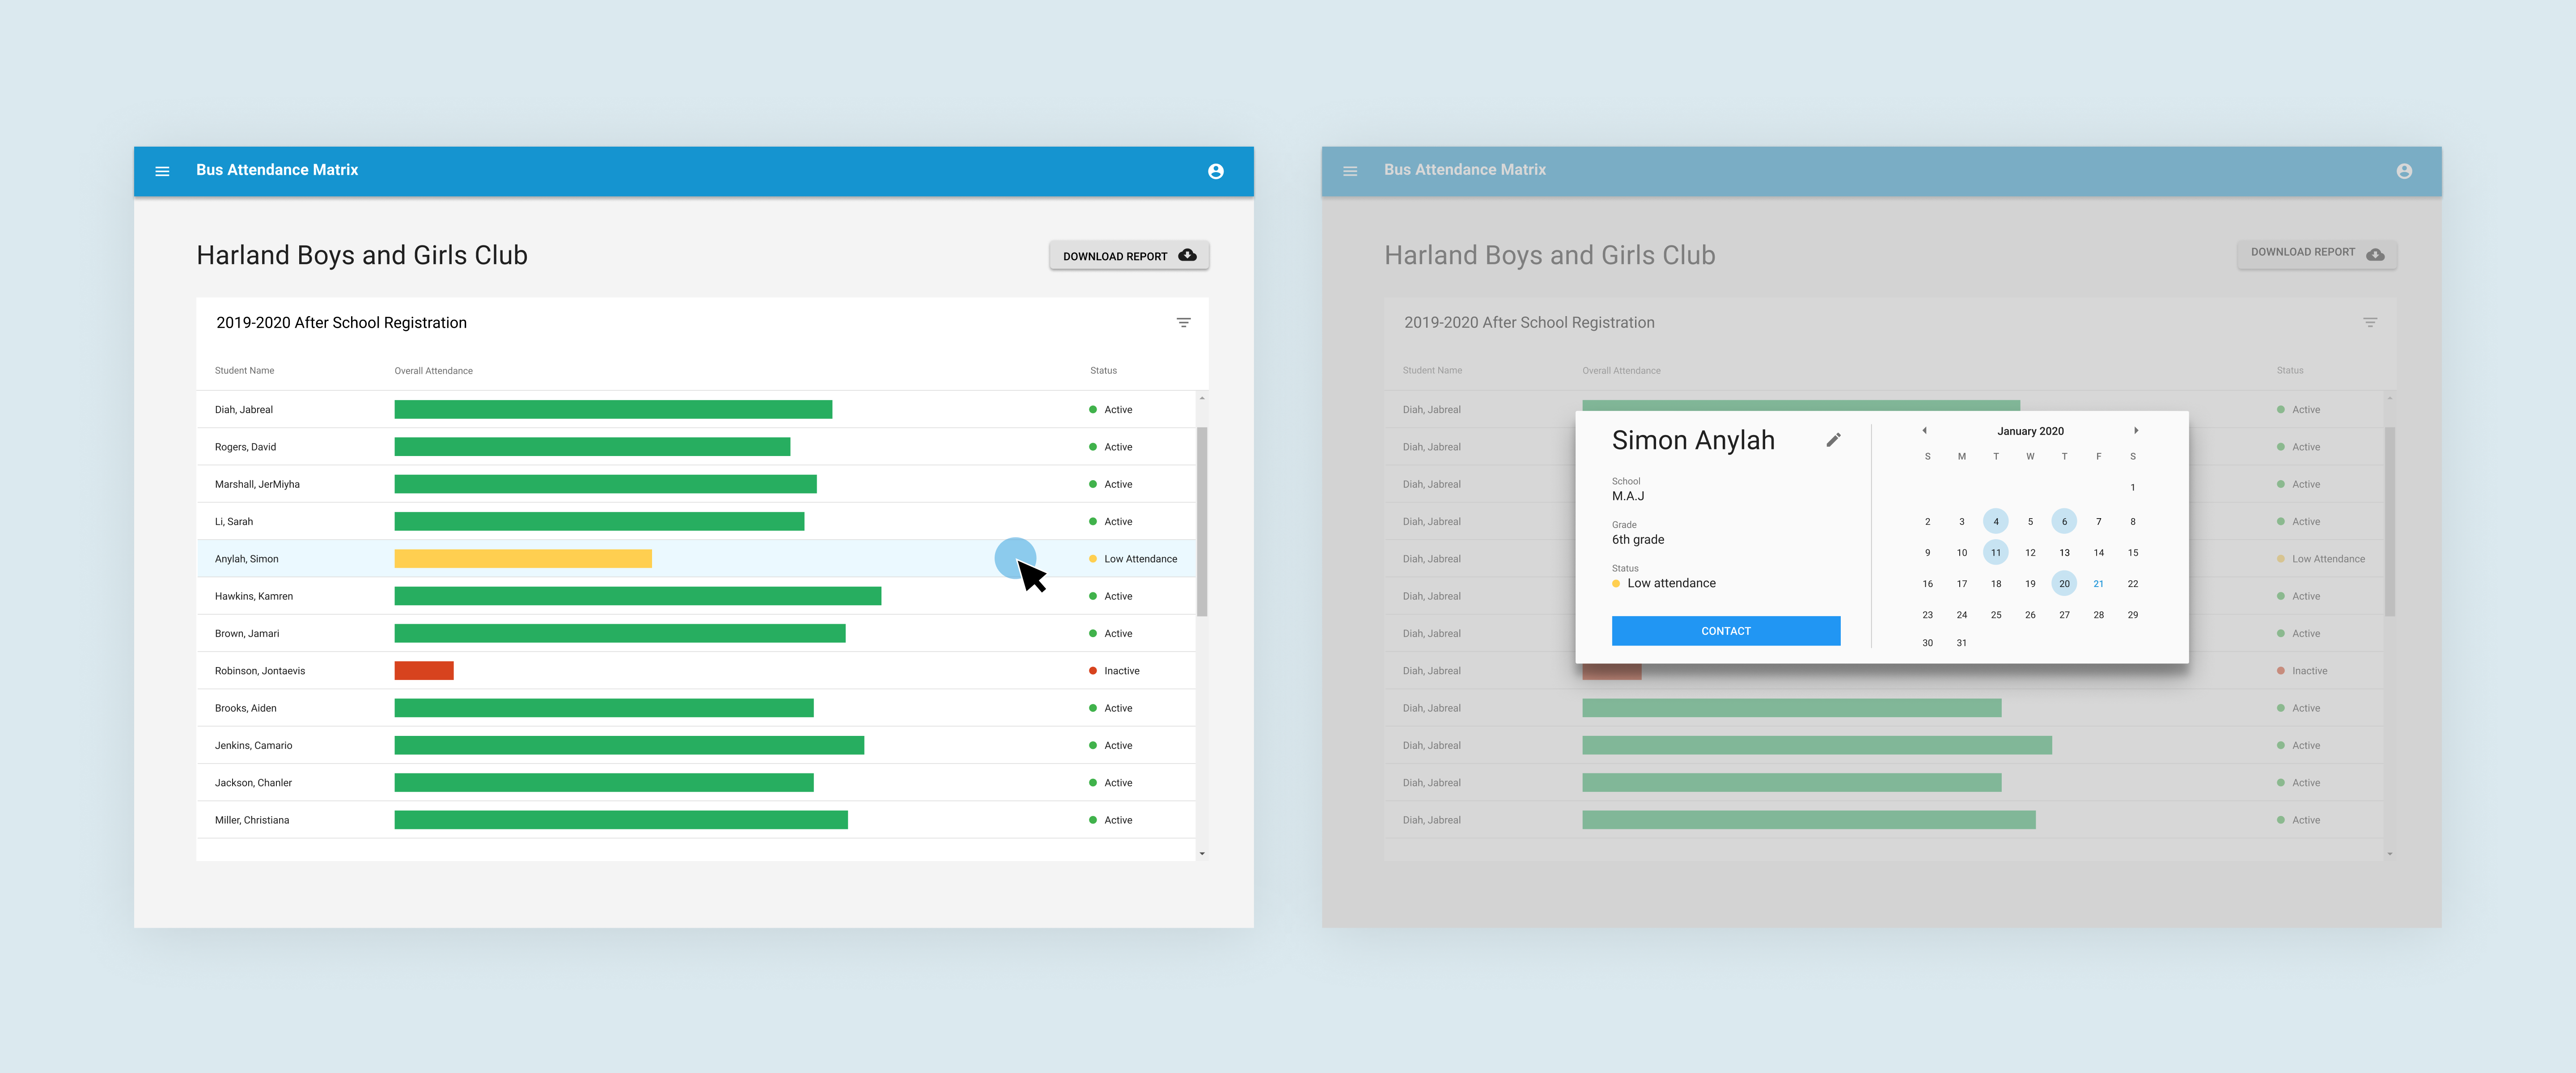 Bus Attendance Matrix
Harland Boys and Girls Club
DOWNLOAD REPORT
2019-2020 After School Registration
Student Name Overall Attendance Status
Diah, Jabreal Active
Rogers, David Active
Marshall, JerMiyha Active
Li, Sarah Active
Anylah, Simon Low Attendance
Hawkins, Kamren Active
Brown, Jamari Active
Robinson, Jontaevis Inactive
Brooks, Aiden Active
Jenkins, Camario Active
Jackson, Chanler Active
Miller, Christiana Active
Bus Attendance Matrix
Harland Boys and Girls Club
DOWNLOAD REPORT
2019-2020 After School Registration
Student Name Overall Attendance Status
Diah, Jabreal Active
Diah, Jabreal Active
Diah, Jabreal Active
Diah, Jabreal Active
Diah, Jabreal Low Attendance
Diah, Jabreal Active
Diah, Jabreal Active
Diah, Jabreal Inactive
Diah, Jabreal Active
Diah, Jabreal Active
Diah, Jabreal Active
Diah, Jabreal Active
Simon Anylah
School
M.A.J
Grade
6th grade
Status
Low attendance
CONTACT
January 2020
S M T W T F S
1
2 3 4 5 6 7 8
9 10 11 12 13 14 15
16 17 18 19 20 21 22
23 24 25 26 27 28 29
30 31